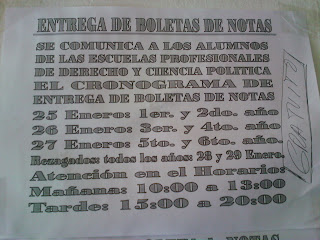 ENTREGA DE BOLETAS DE NOTAS
SE COMUNICA A LOS ALUMNOS
DE LAS ESCUELAS PROFESIONALES
DE DERECHO Y CIENCIA POLITICA
EL CRONOGRAMA DE
ENTREGA DE BOLETAS DE NOTAS
25 Enero: 1er. y 2do. año
26 Enero: 3er. y 4to. año
27 Enero: 5to. y 6to. año.
Rezagados: todos los años: 28 y 29 Enero.
Atención en el Horario:
Mañana: 10:00 a 13:00
Tarde: 15:00 a 20:00
GRATUITO
NOTAS